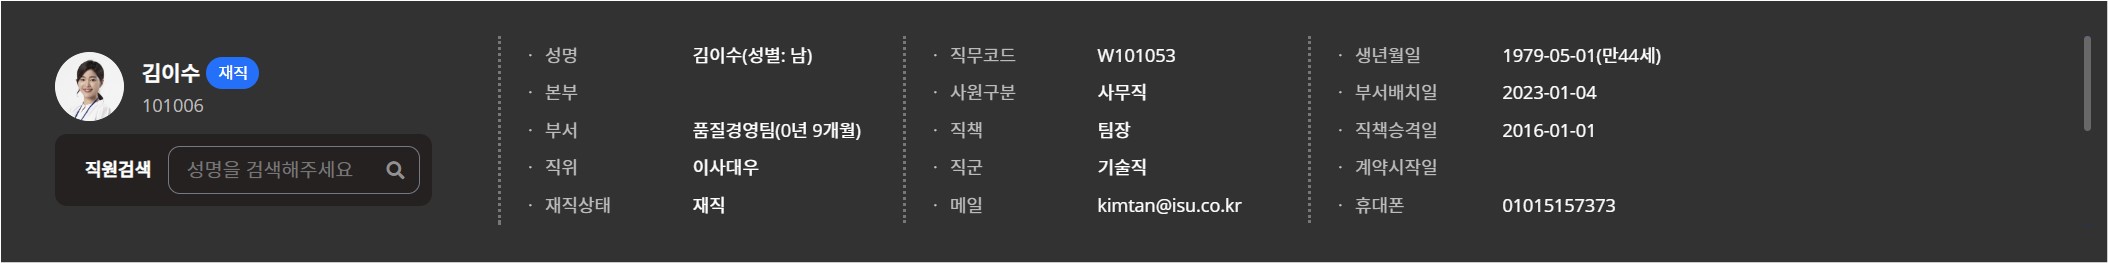 김이수 재직
101006
직원검색 성명을 검색해주세요
· 성명 김이수(성별: 남)
· 본부
· 부서 품질경영팀(0년 9개월)
· 직위 이사대우
· 재직상태 재직
· 직무코드 W101053
· 사원구분 사무직
· 직책 팀장
· 직군 기술직
· 메일 kimtan@isu.co.kr
· 생년월일 1979-05-01(만44세)
· 부서배치일 2023-01-04
· 직책승격일 2016-01-01
· 계약시작일
· 휴대폰 01015157373